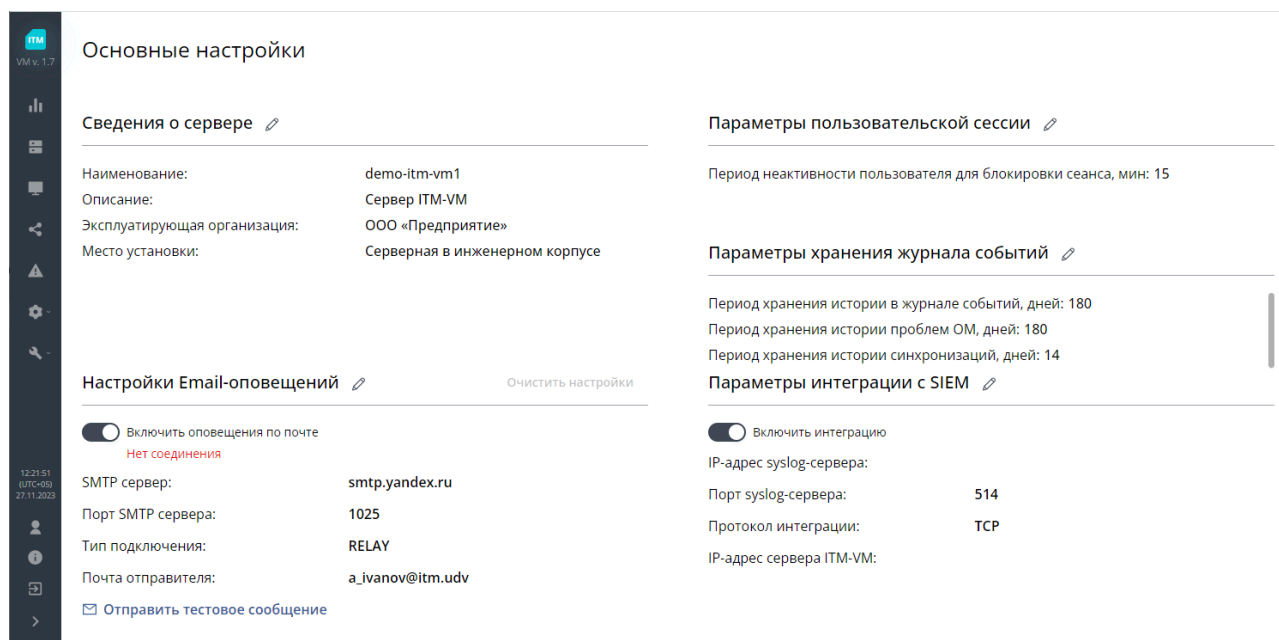 ITM
VM v. 1.7
Основные настройки
Сведения о сервере
Наименование: demo-itm-vm1
Описание: Сервер ITM-VM
Эксплуатирующая организация: ООО «Предприятие»
Место установки: Серверная в инженерном корпусе
Параметры пользовательской сессии
Период неактивности пользователя для блокировки сеанса, мин: 15
Параметры хранения журнала событий
Период хранения истории в журнале событий, дней: 180
Период хранения истории проблем ОМ, дней: 180
Период хранения истории синхронизаций, дней: 14
Настройки Email-оповещений
Очистить настройки
Включить оповещения по почте
Нет соединения
SMTP сервер: smtp.yandex.ru
Порт SMTP сервера: 1025
Тип подключения: RELAY
Почта отправителя: a_ivanov@itm.udv
Отправить тестовое сообщение
Параметры интеграции с SIEM
Включить интеграцию
IP-адрес syslog-сервера:
Порт syslog-сервера: 514
Протокол интеграции: TCP
IP-адрес сервера ITM-VM:
12:21:51
(UTC+05)
27.11.2023